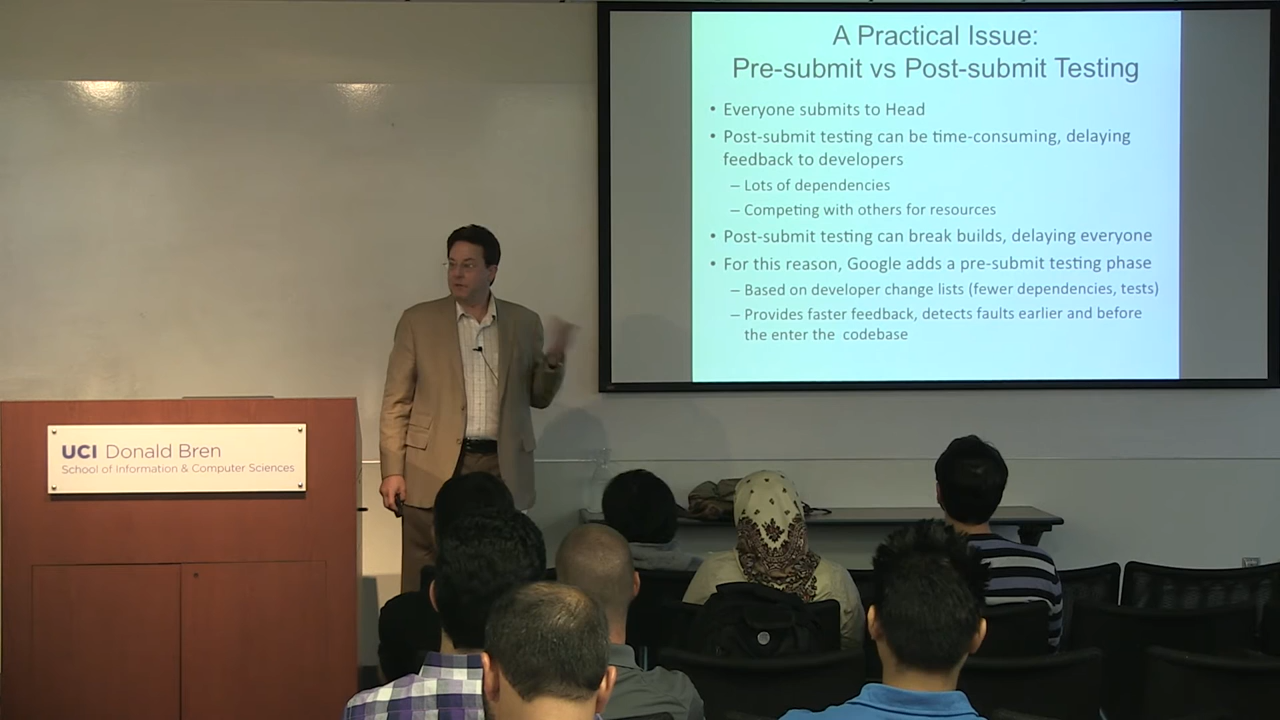 A Practical Issue:
Pre-submit vs Post-submit Testing
• Everyone submits to Head
• Post-submit testing can be time-consuming, delaying
feedback to developers
– Lots of dependencies
– Competing with others for resources
• Post-submit testing can break builds, delaying everyone
• For this reason, Google adds a pre-submit testing phase
– Based on developer change lists (fewer dependencies, tests)
– Provides faster feedback, detects faults earlier and before
the enter the codebase
UCI Donald Bren
School of Information & Computer Sciences